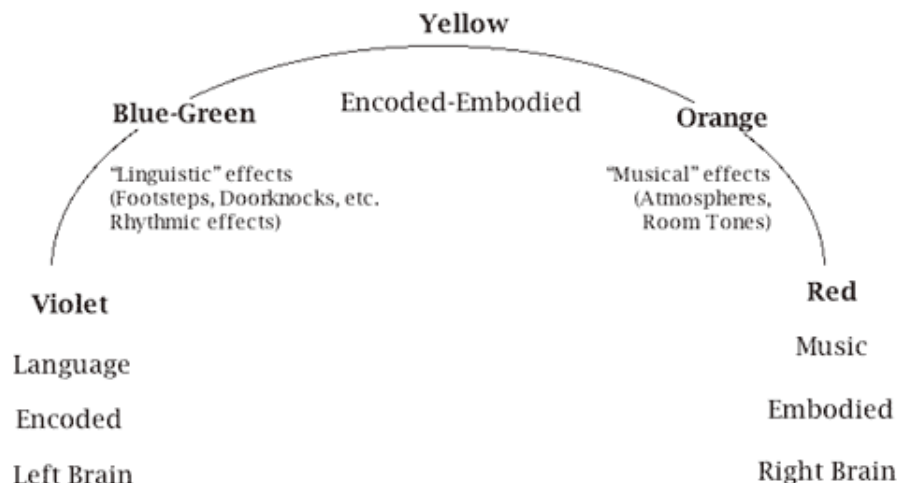 Yellow
Encoded-Embodied
Blue-Green
Orange
“Linguistic” effects
(Footsteps, Doorknocks, etc.
Rhythmic effects)
“Musical” effects
(Atmospheres,
Room Tones)
Violet
Language
Encoded
Left Brain
Red
Music
Embodied
Right Brain